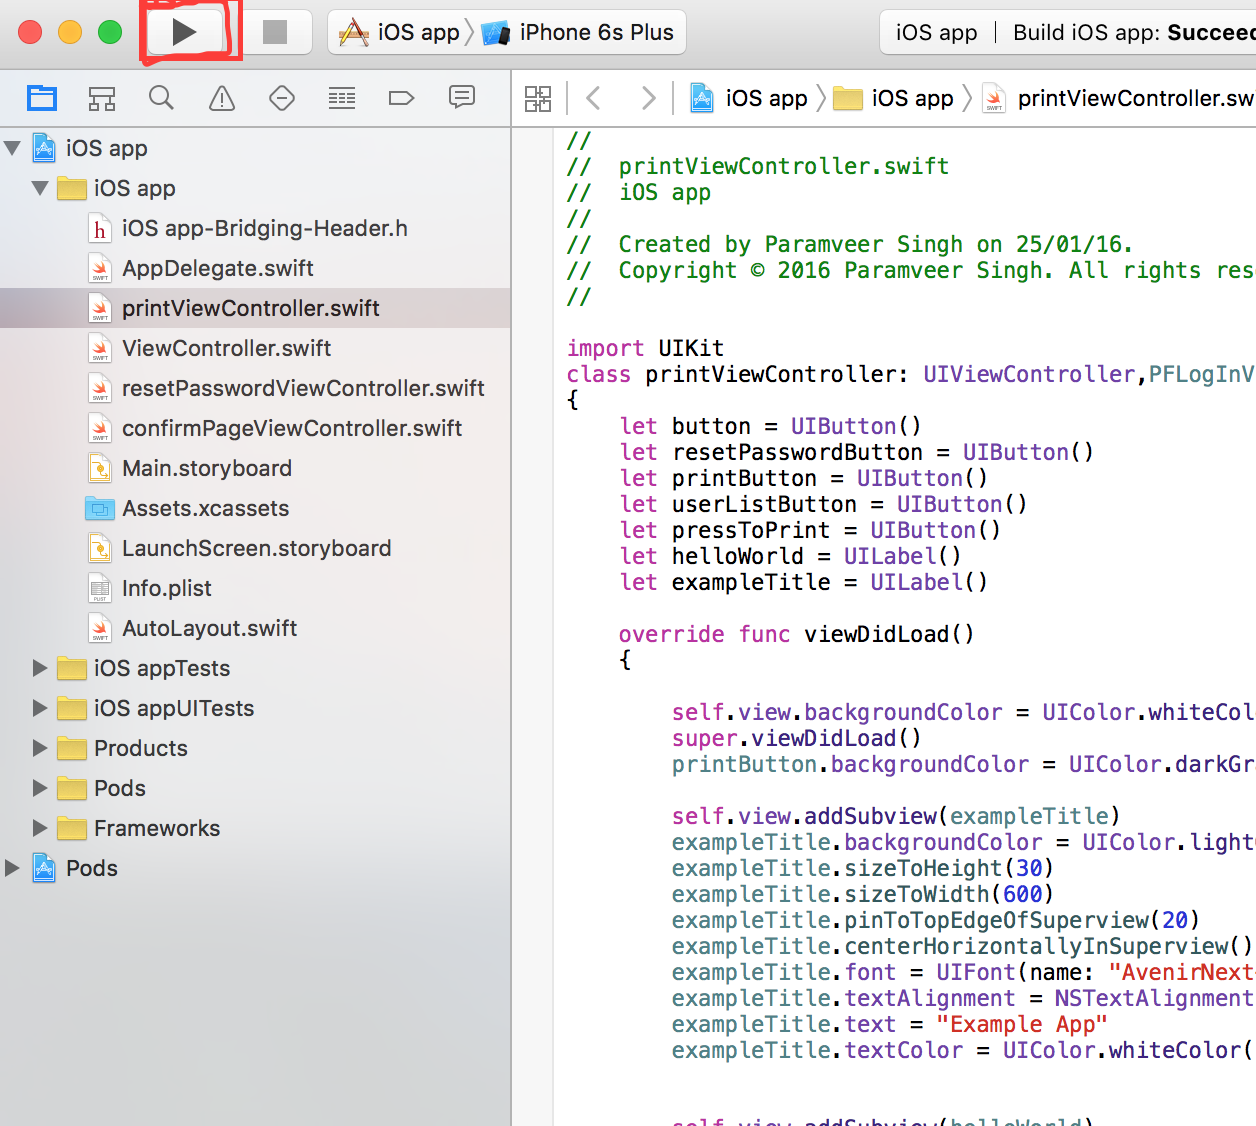 iOS app iPhone 6s Plus iOS app Build iOS app: Succeed
iOS app iOS app printViewController.sw
iOS app
iOS app
h iOS app-Bridging-Header.h
AppDelegate.swift
printViewController.swift
ViewController.swift
resetPasswordViewController.swift
confirmPageViewController.swift
Main.storyboard
Assets.xcassets
LaunchScreen.storyboard
Info.plist
AutoLayout.swift
iOS appTests
iOS appUITests
Products
Pods
Frameworks
Pods
//
// printViewController.swift
// iOS app
//
// Created by Paramveer Singh on 25/01/16.
// Copyright © 2016 Paramveer Singh. All rights res
//
import UIKit
class printViewController: UIViewController,PFLogInV
{
let button = UIButton()
let resetPasswordButton = UIButton()
let printButton = UIButton()
let userListButton = UIButton()
let pressToPrint = UIButton()
let helloWorld = UILabel()
let exampleTitle = UILabel()
override func viewDidLoad()
{
self.view.backgroundColor = UIColor.whiteCol
super.viewDidLoad()
printButton.backgroundColor = UIColor.darkGr
self.view.addSubview(exampleTitle)
exampleTitle.backgroundColor = UIColor.light
exampleTitle.sizeToHeight(30)
exampleTitle.sizeToWidth(600)
exampleTitle.pinToTopEdgeOfSuperview(20)
exampleTitle.centerHorizontallyInSuperview()
exampleTitle.font = UIFont(name: "AvenirNext
exampleTitle.textAlignment = NSTextAlignment
exampleTitle.text = "Example App"
exampleTitle.textColor = UIColor.whiteColor(
self.view.addSubview(helloWorld)